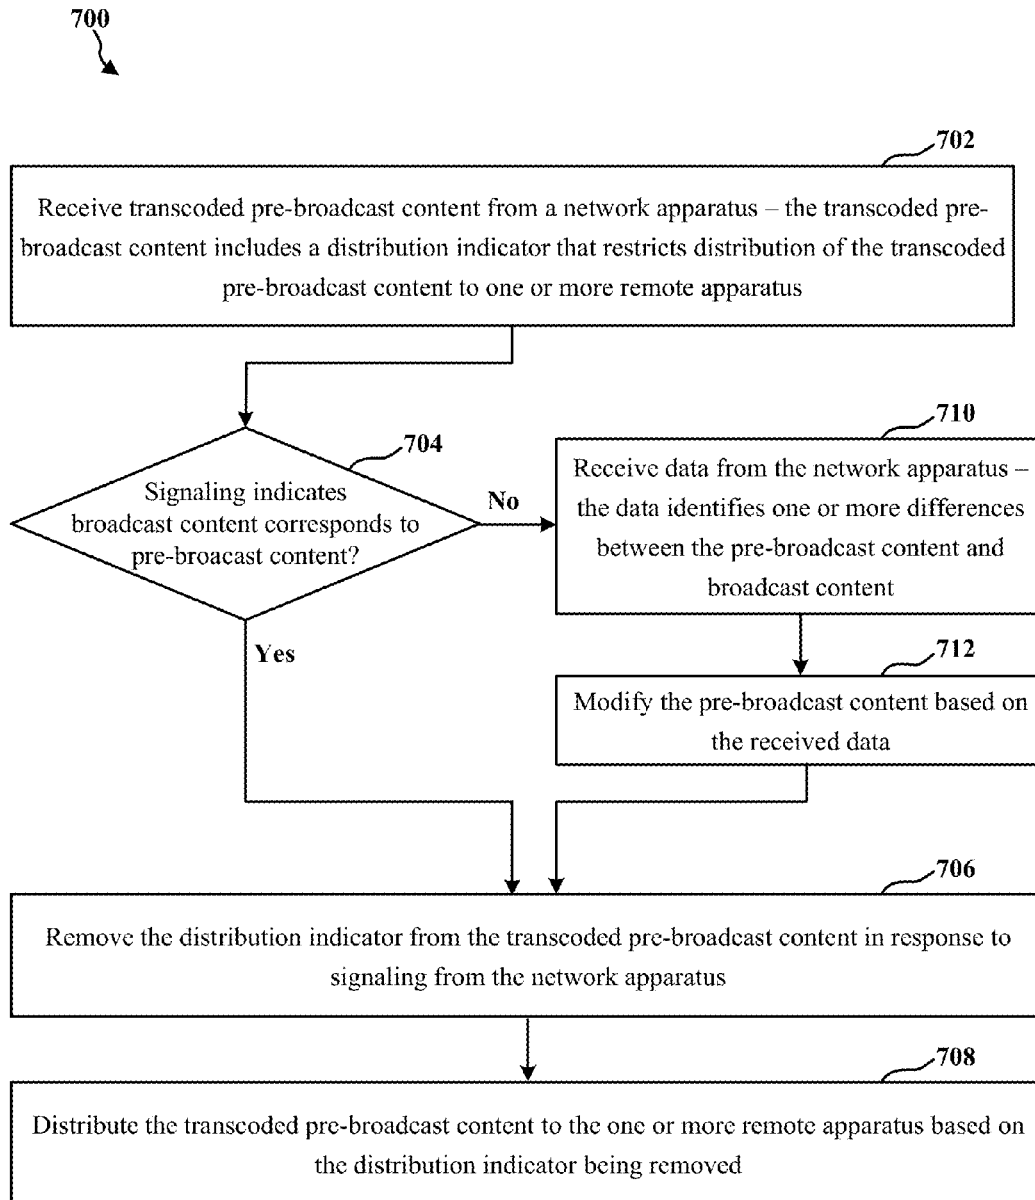 700
702
Receive transcoded pre-broadcast content from a network apparatus – the transcoded pre-
broadcast content includes a distribution indicator that restricts distribution of the transcoded
pre-broadcast content to one or more remote apparatus
704
Signaling indicates
broadcast content corresponds to
pre-broacast content?
No
Yes
710
Receive data from the network apparatus –
the data identifies one or more differences
between the pre-broadcast content and
broadcast content
712
Modify the pre-broadcast content based on
the received data
706
Remove the distribution indicator from the transcoded pre-broadcast content in response to
signaling from the network apparatus
708
Distribute the transcoded pre-broadcast content to the one or more remote apparatus based on
the distribution indicator being removed